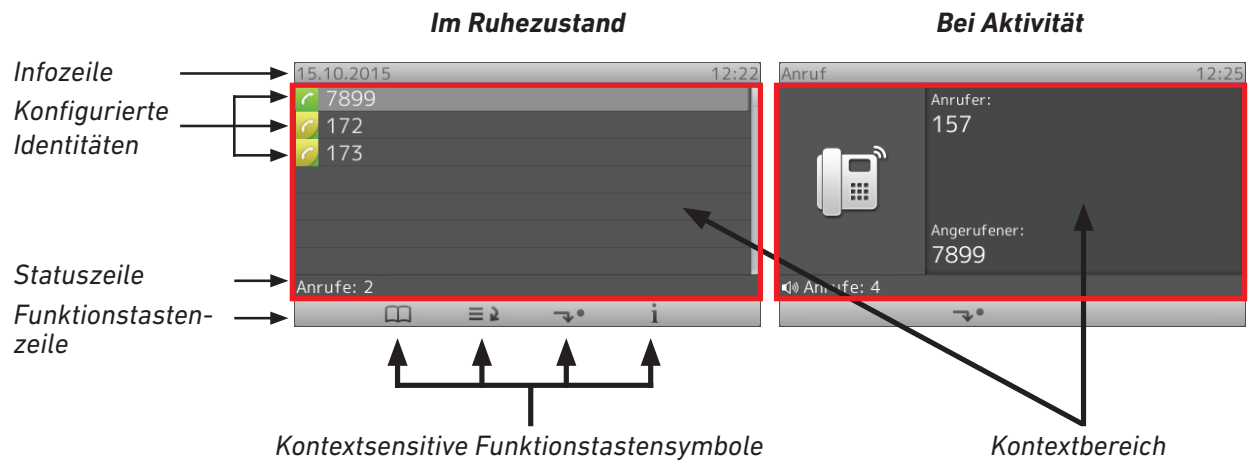 Im Ruhezustand
Bei Aktivität
Infozeile
Konfigurierte
Identitäten
Statuszeile
Funktionstasten-
zeile
15.10.2015 12:22
7899
172
173
Anrufe: 2
i
Anruf 12:25
Anrufer:
157
Angerufener:
7899
Anrufe: 4
Kontextsensitive Funktionstastensymbole
Kontextbereich